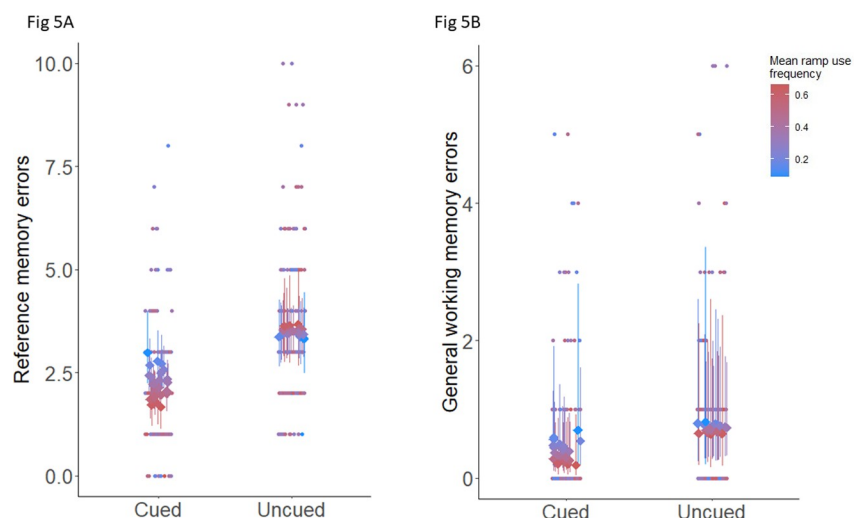 Fig 5A
Reference memory errors
10.0
7.5
5.0
2.5
0.0
Cued Uncued
Fig 5B
General working memory errors
6
4
2
0
Cued Uncued
Mean ramp use
frequency
0.6
0.4
0.2